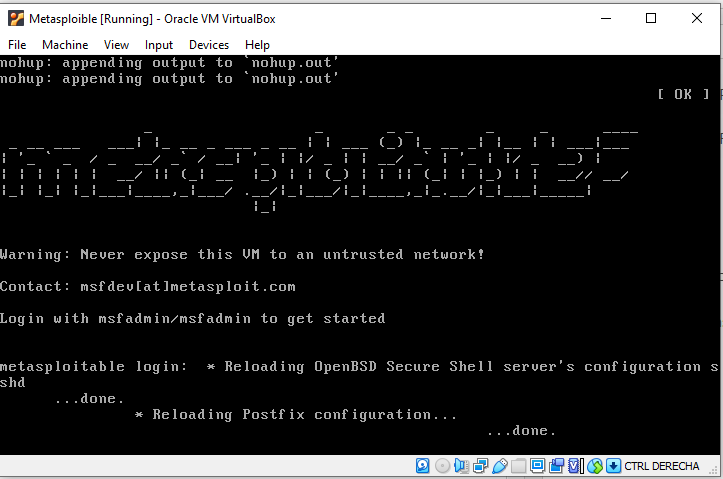 Metasploible [Running] - Oracle VM VirtualBox
File Machine View Input Devices Help
nohup: appending output to `nohup.out'
nohup: appending output to `nohup.out'
[ OK ]
metasploitable2
Warning: Never expose this VM to an untrusted network!
Contact: msfdev[at]metasploit.com
Login with msfadmin/msfadmin to get started
metasploitable login: * Reloading OpenBSD Secure Shell server's configuration s
shd
...done.
* Reloading Postfix configuration...
...done.
CTRL DERECHA